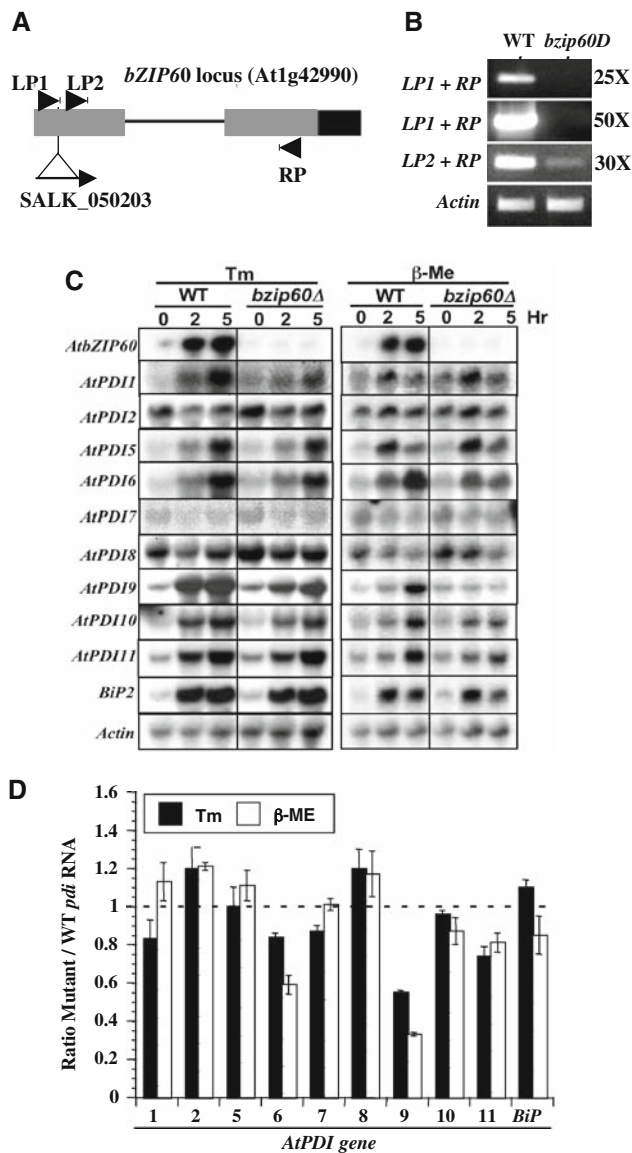 A
bZIP60 locus (At1g42990)
LP1 LP2
RP
SALK_050203
B
WT bzip60D
LP1 + RP 25X
LP1 + RP 50X
LP2 + RP 30X
Actin
C
Tm β-Me
WT bzip60Δ WT bzip60Δ
0 2 5 0 2 5 0 2 5 0 2 5 Hr
AtbZIP60
AtPDI1
AtPDI2
AtPDI5
AtPDI6
AtPDI7
AtPDI8
AtPDI9
AtPDI10
AtPDI11
BiP2
Actin
D
Ratio Mutant / WT pdi RNA
1.6
1.4
1.2
1
0.8
0.6
0.4
0.2
0
Tm β-ME
1 2 5 6 7 8 9 10 11 BiP
AtPDI gene